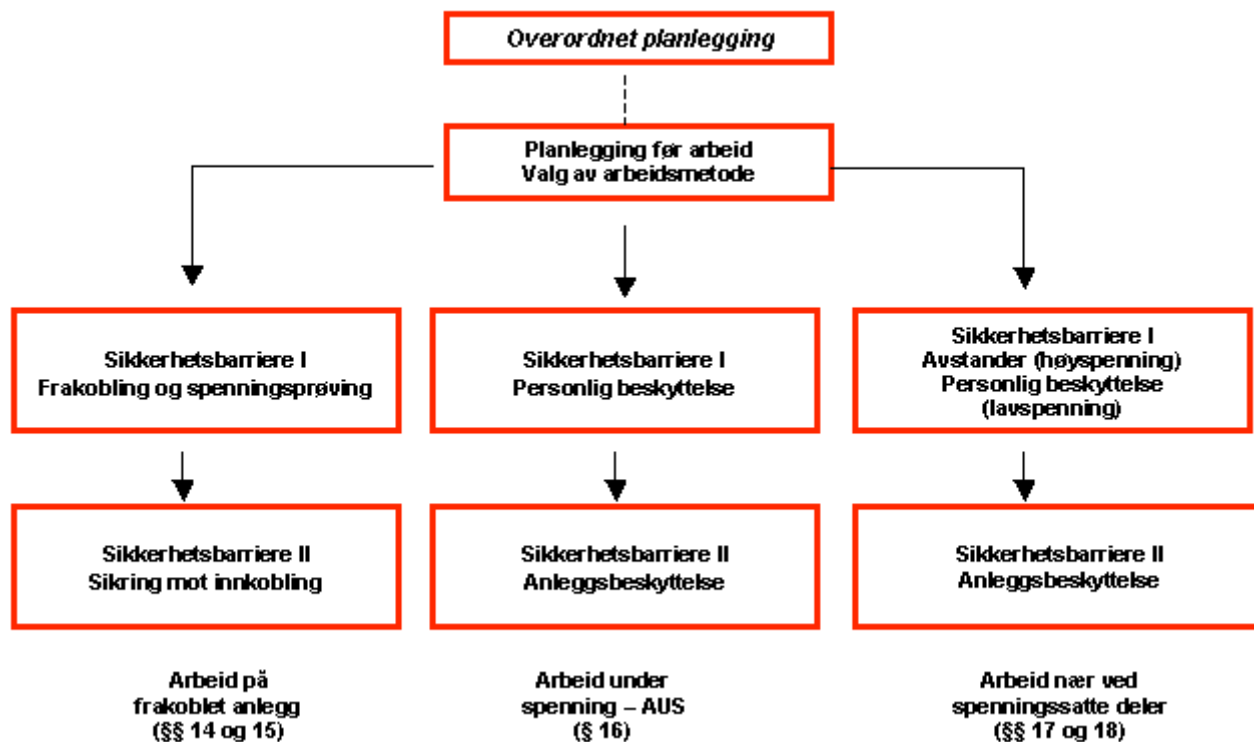 Overordnet planlegging
Planlegging før arbeid
Valg av arbeidsmetode
Sikkerhetsbarriere I
Frakobling og spenningsprøving
Sikkerhetsbarriere I
Personlig beskyttelse
Sikkerhetsbarriere I
Avstander (høyspenning)
Personlig beskyttelse
(lavspenning)
Sikkerhetsbarriere II
Sikring mot innkobling
Sikkerhetsbarriere II
Anleggsbeskyttelse
Sikkerhetsbarriere II
Anleggsbeskyttelse
Arbeid på
frakoblet anlegg
(§§ 14 og 15)
Arbeid under
spenning – AUS
(§ 16)
Arbeid nær ved
spenningssatte deler
(§§ 17 og 18)